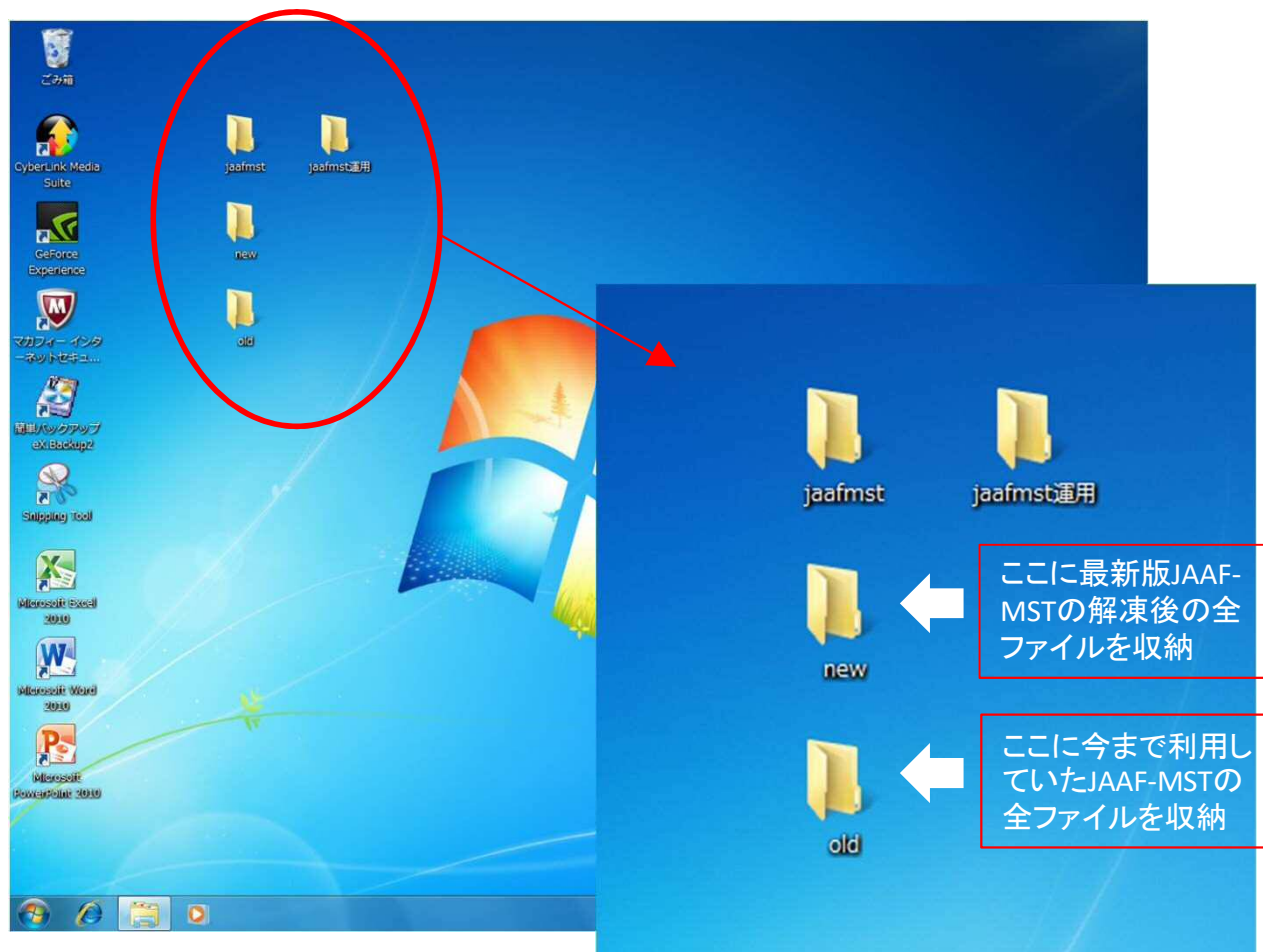 ごみ箱
CyberLink Media
Suite
GeForce
Experience
マカフィー インタ
ーネットセキュ...
簡単バックアップ
eX Backup2
Snipping Tool
Microsoft Excel
2010
Microsoft Word
2010
Microsoft
PowerPoint 2010
jaafmst
jaafmst運用
new
old
jaafmst
jaafmst運用
new
ここに最新版JAAF-
MSTの解凍後の全
ファイルを収納
old
ここに今まで利用し
ていたJAAF-MSTの
全ファイルを収納